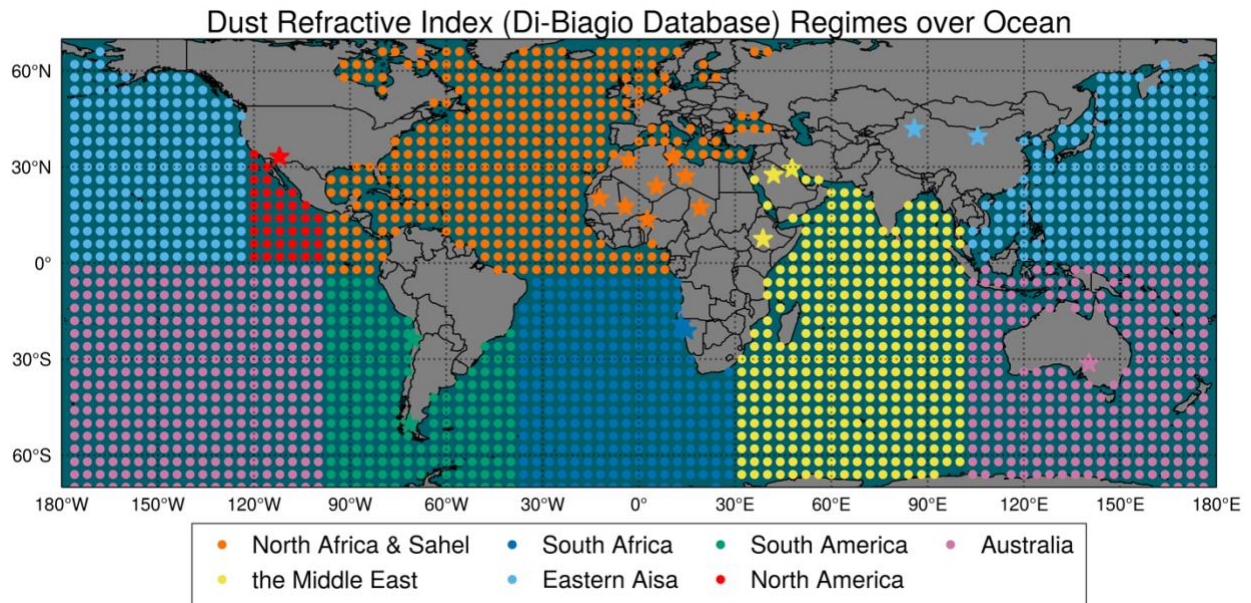 Dust Refractive Index (Di-Biagio Database) Regimes over Ocean
60°N
30°N
0°
30°S
60°S
180°W 150°W 120°W 90°W 60°W 30°W 0° 30°E 60°E 90°E 120°E 150°E 180°E
North Africa & Sahel South Africa South America Australia
the Middle East Eastern Aisa North America